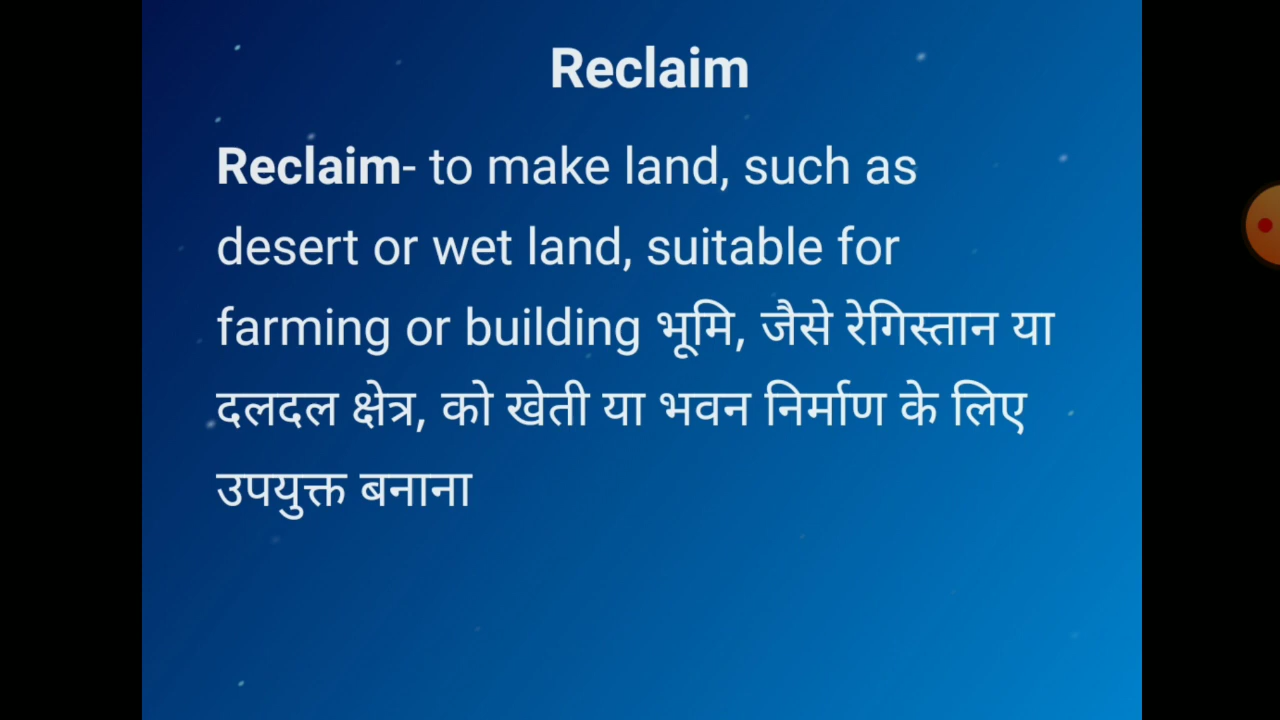 Reclaim
Reclaim- to make land, such as
desert or wet land, suitable for
farming or building भूमि, जैसे रेगिस्तान या
दलदल क्षेत्र, को खेती या भवन निर्माण के लिए
उपयुक्त बनाना